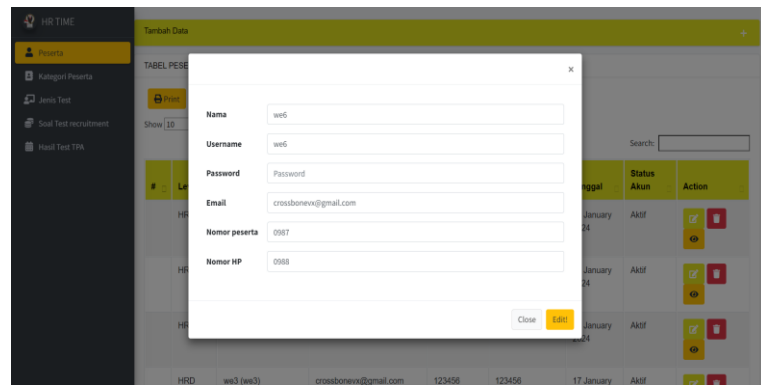 HR TIME
Peserta
Kategori Peserta
Jenis Test
Soal Test recruitment
Hasil Test TPA
Tambah Data +
TABEL PESE
Print
Show 10
Search:
×
Nama we6
Username we6
Password Password
Email crossbonevx@gmail.com
Nomor peserta 0987
Nomor HP 0988
Close Edit!
# Le nggal Status Akun Action
HR January 24 Aktif
HR January 24 Aktif
HR January 2024 Aktif
HRD we3 (we3) crossbonevx@gmail.com 123456 123456 17 January Aktif